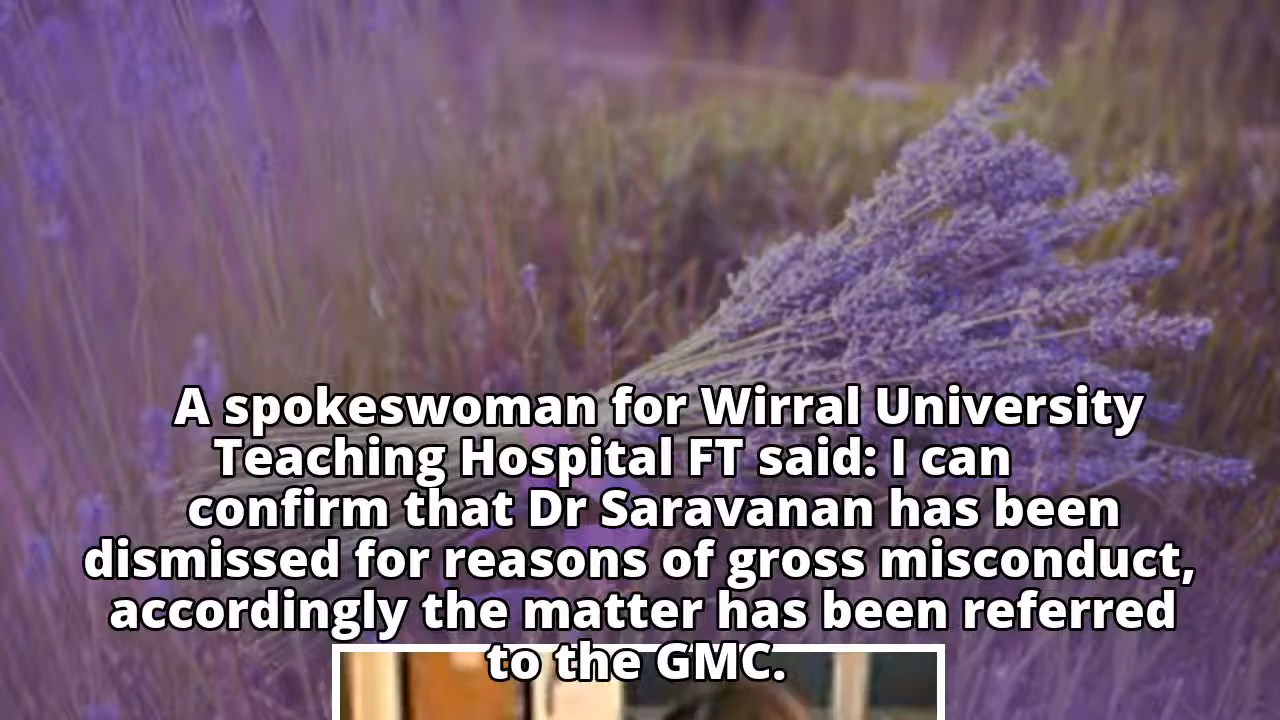 A spokeswoman for Wirral University
Teaching Hospital FT said: I can
confirm that Dr Saravanan has been
dismissed for reasons of gross misconduct,
accordingly the matter has been referred
to the GMC.